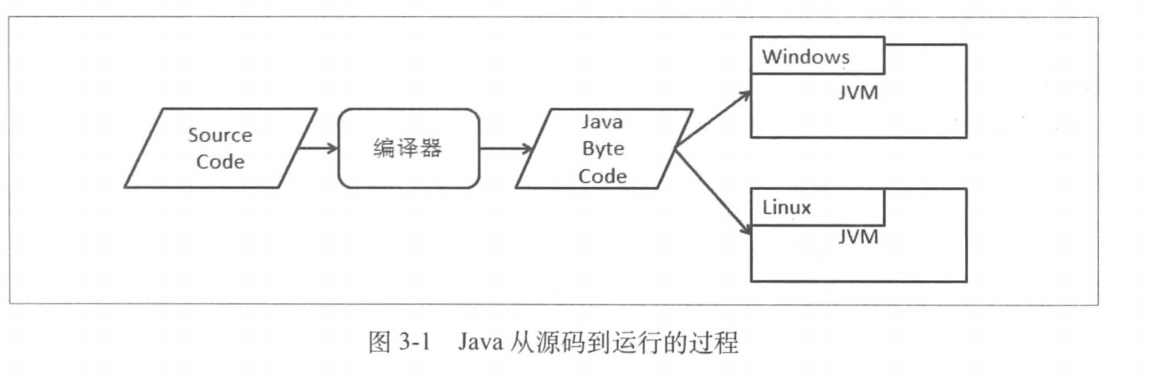 Source
Code
编译器
Java
Byte
Code
Windows
JVM
Linux
JVM
图 3-1 Java 从源码到运行的过程